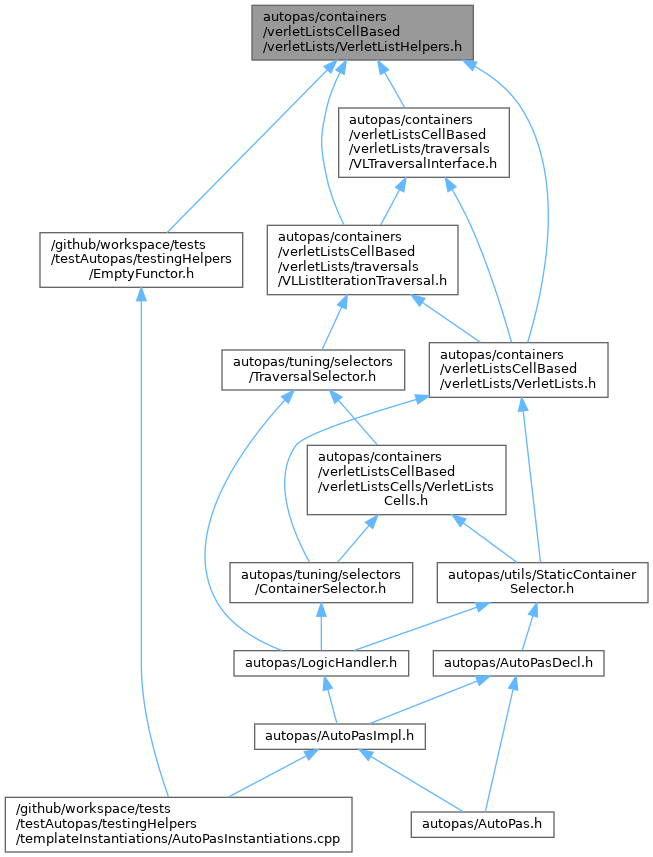 autopas/containers
/verletListsCellBased
/verletLists/VerletListHelpers.h
autopas/containers
/verletListsCellBased
/verletLists/traversals
/VLTraversalInterface.h
autopas/containers
/verletListsCellBased
/verletLists/traversals
/VLListIterationTraversal.h
/github/workspace/tests
/testAutopas/testingHelpers
/EmptyFunctor.h
autopas/tuning/selectors
/TraversalSelector.h
autopas/containers
/verletListsCellBased
/verletLists/VerletLists.h
autopas/containers
/verletListsCellBased
/verletListsCells/VerletLists
Cells.h
autopas/tuning/selectors
/ContainerSelector.h
autopas/utils/StaticContainer
Selector.h
autopas/LogicHandler.h
autopas/AutoPasDecl.h
autopas/AutoPasImpl.h
/github/workspace/tests
/testAutopas/testingHelpers
/templateInstantiations/AutoPasInstantiations.cpp
autopas/AutoPas.h